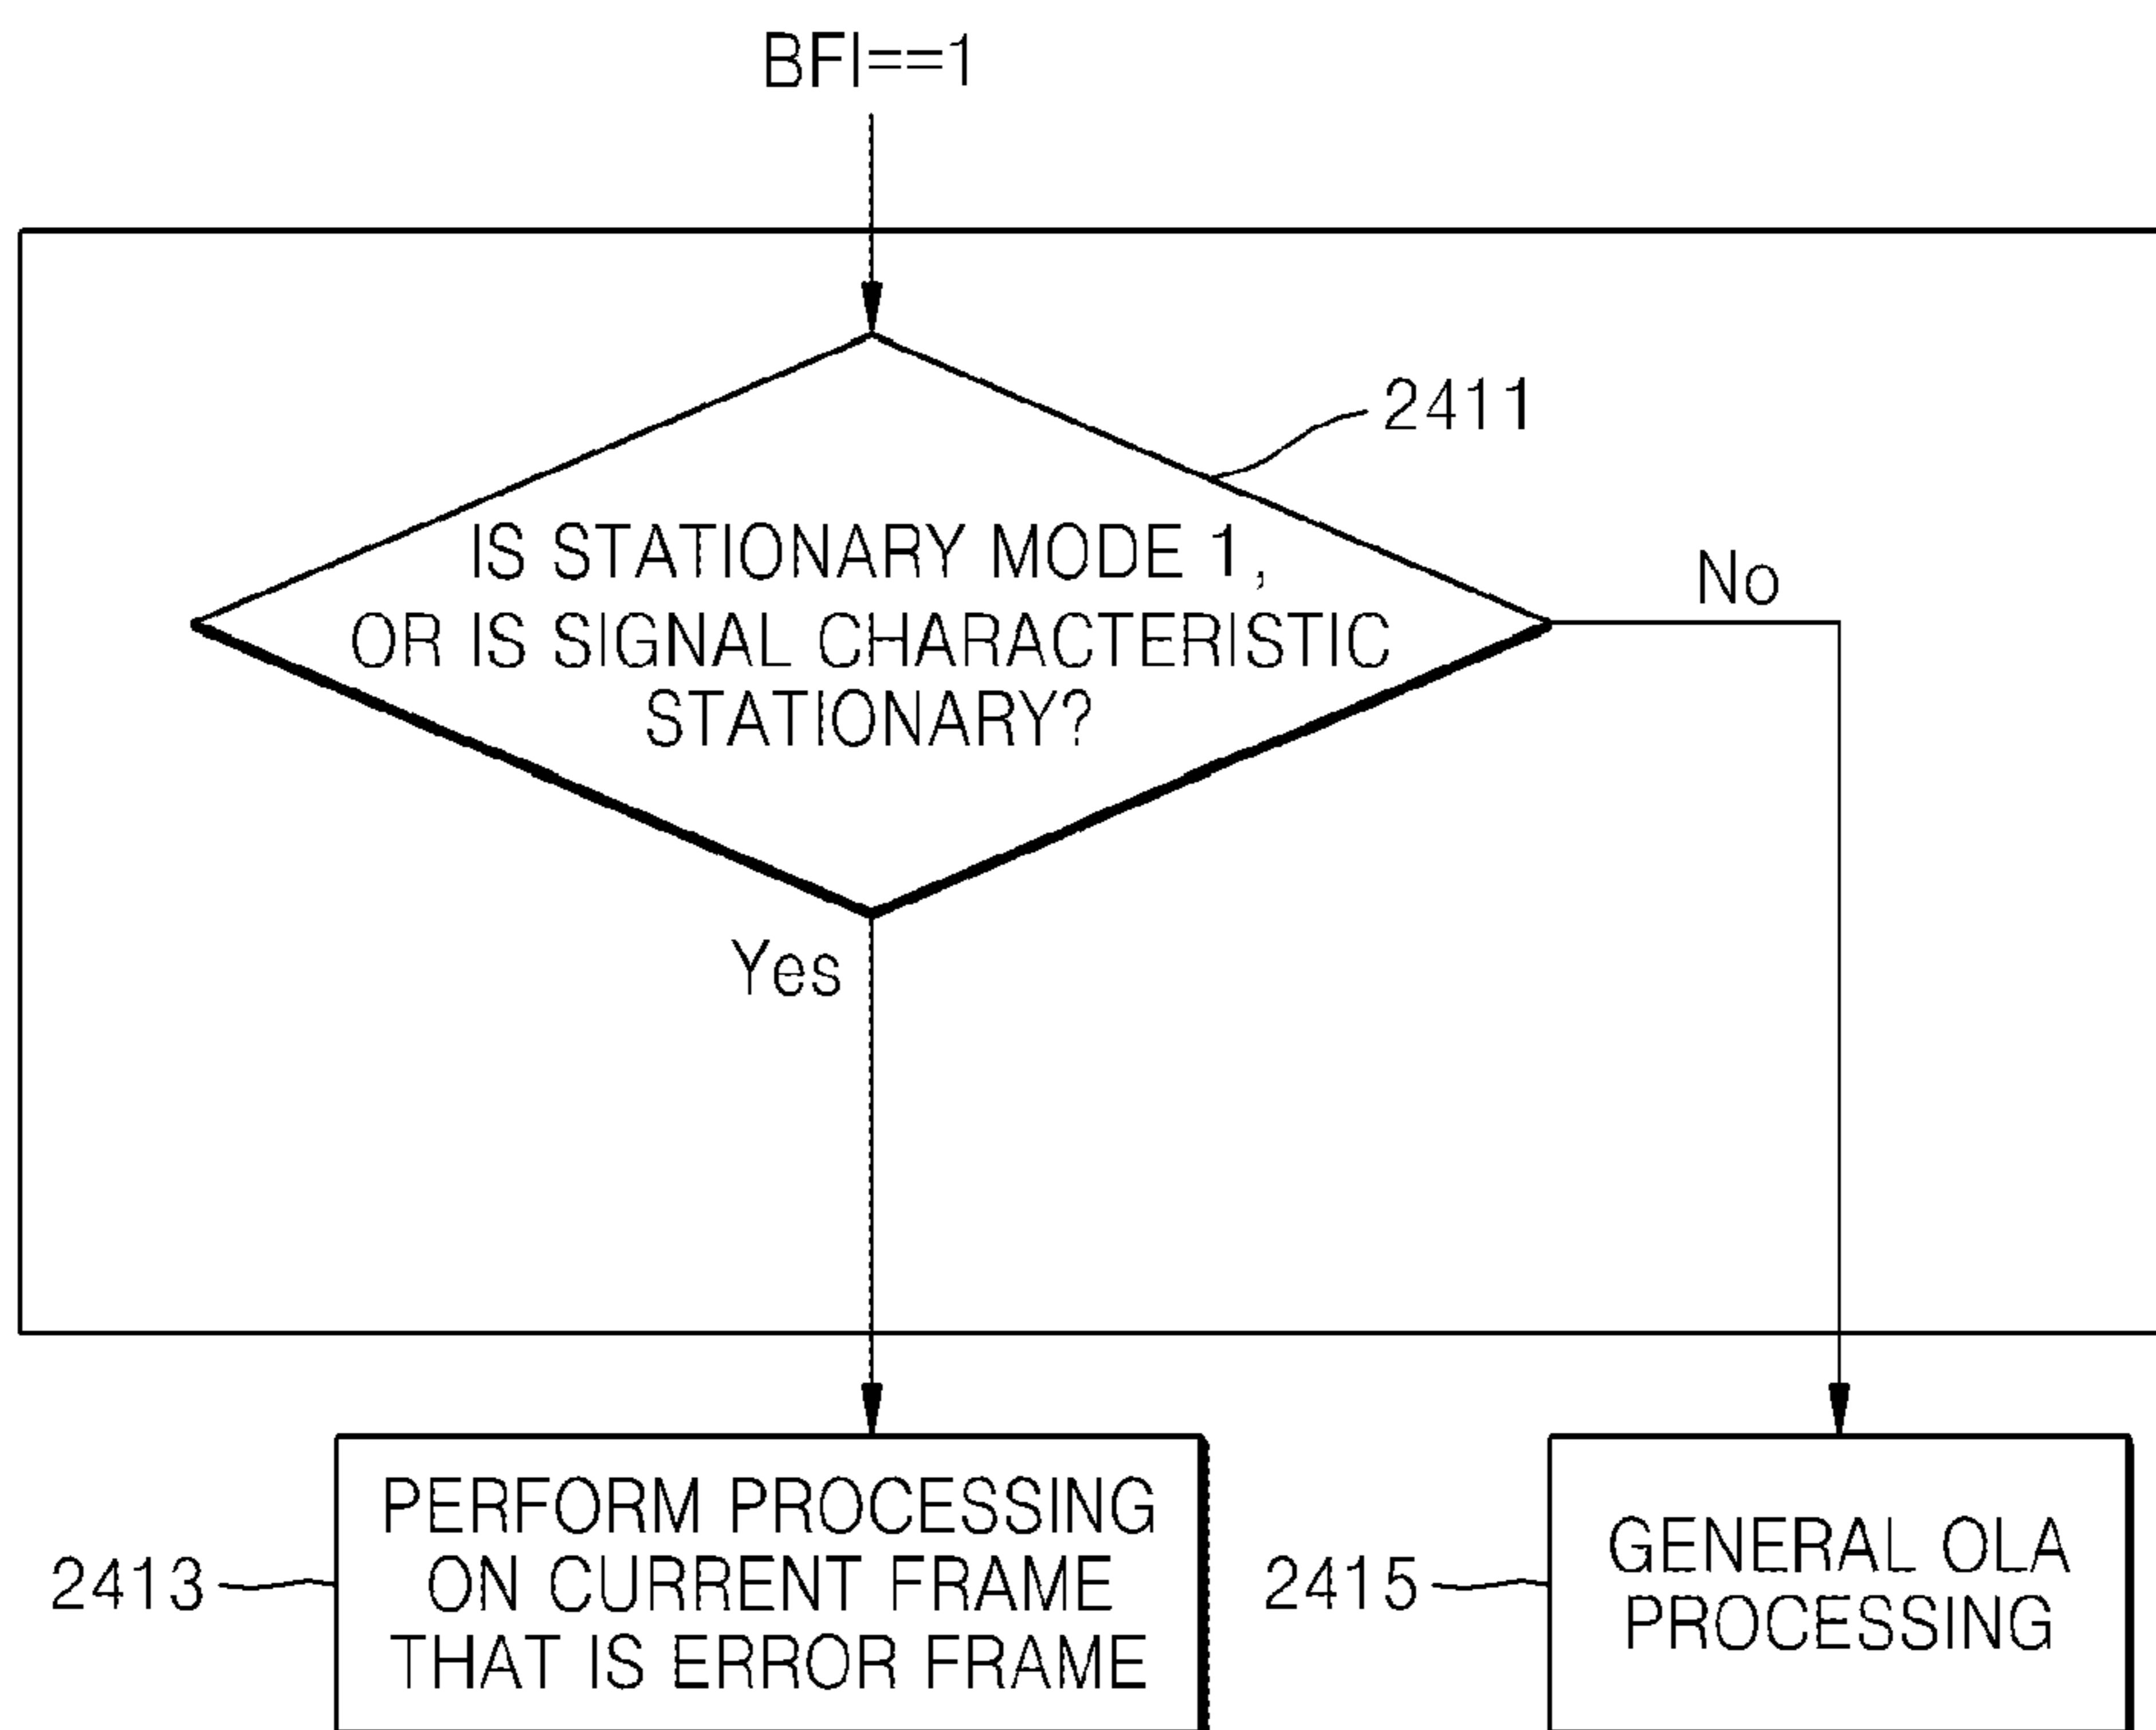 BFI==1
2411
IS STATIONARY MODE 1,
OR IS SIGNAL CHARACTERISTIC
STATIONARY?
No
Yes
2413
PERFORM PROCESSING
ON CURRENT FRAME
THAT IS ERROR FRAME
2415
GENERAL OLA
PROCESSING